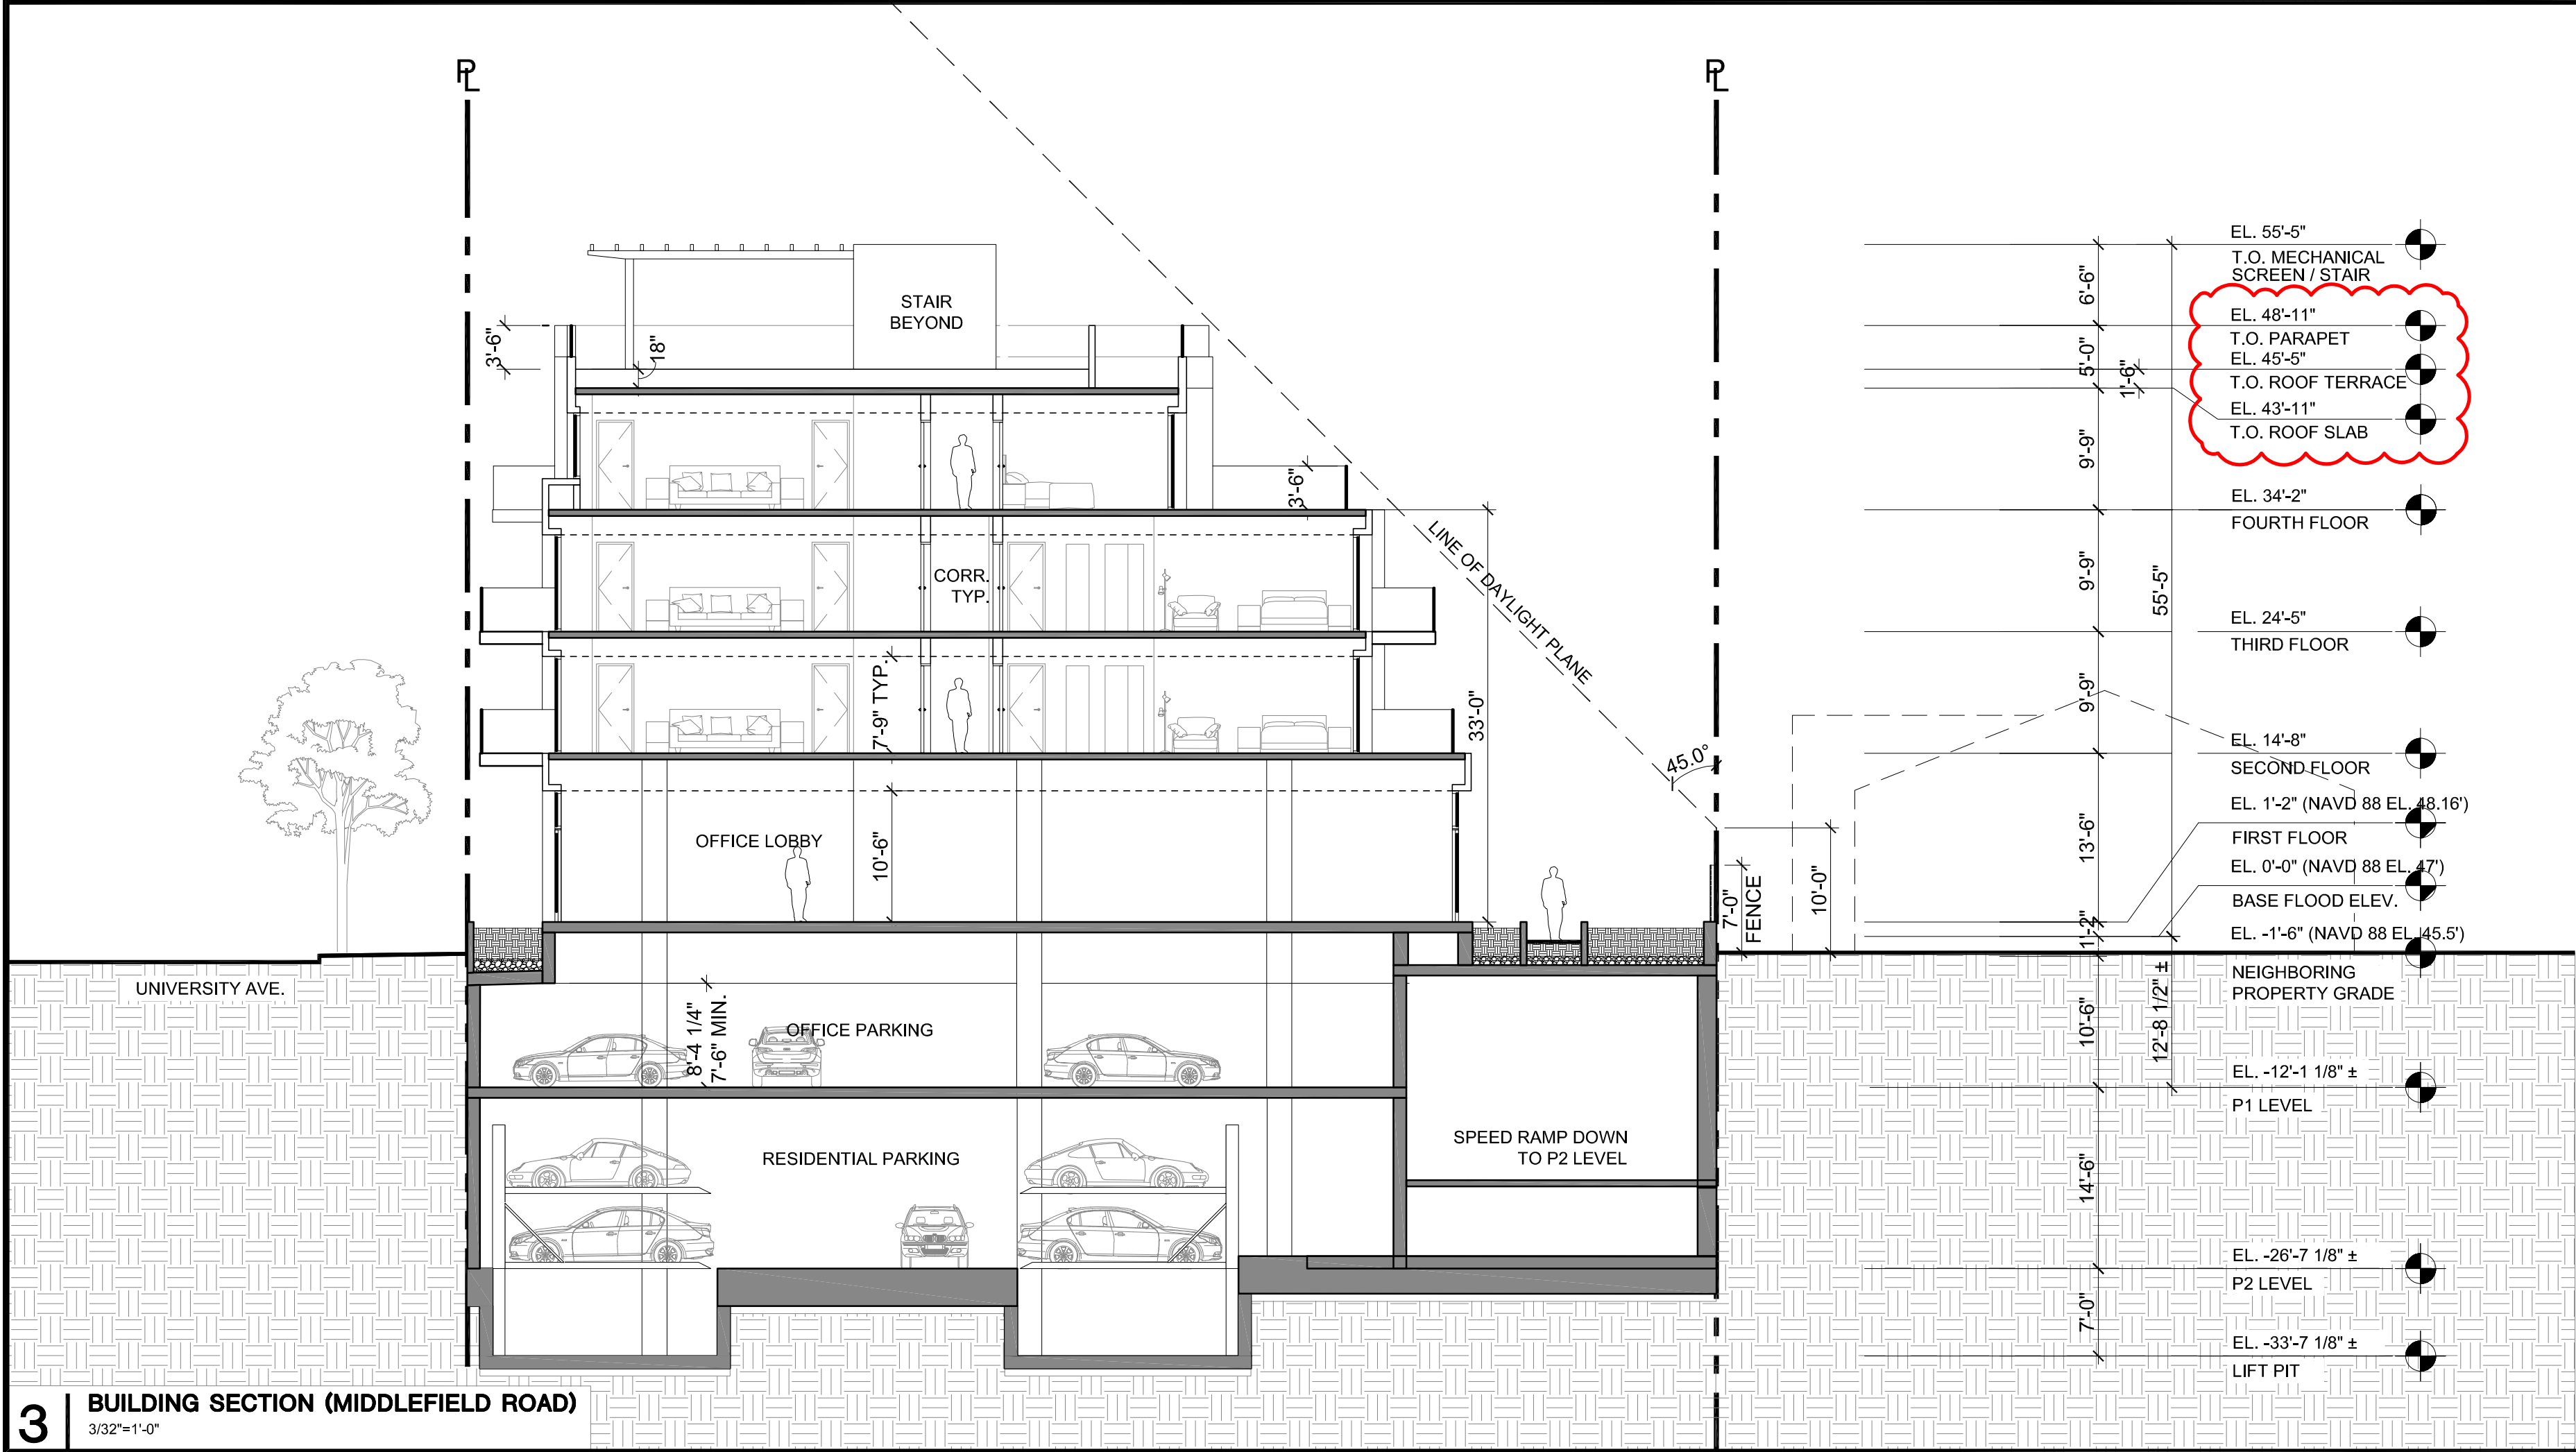 PL
PL
EL. 55'-5"
T.O. MECHANICAL
SCREEN / STAIR
6'-6"
STAIR
BEYOND
EL. 48'-11"
T.O. PARAPET
3'-6"
18"
5'-0"
1'-6"
EL. 45'-5"
T.O. ROOF TERRACE
EL. 43'-11"
T.O. ROOF SLAB
9'-9"
3'-6"
EL. 34'-2"
FOURTH FLOOR
LINE OF DAYLIGHT PLANE
CORR.
TYP.
9'-9"
55'-5"
EL. 24'-5"
THIRD FLOOR
7'-9" TYP.
33'-0"
9'-9"
45.0°
EL. 14'-8"
SECOND FLOOR
EL. 1'-2" (NAVD 88 EL. 48.16')
FIRST FLOOR
OFFICE LOBBY
10'-6"
13'-6"
EL. 0'-0" (NAVD 88 EL. 47')
BASE FLOOD ELEV.
7'-0"
FENCE
10'-0"
1'-2"
EL. -1'-6" (NAVD 88 EL. 45.5')
NEIGHBORING
PROPERTY GRADE
UNIVERSITY AVE.
8'-4 1/4"
7'-6" MIN.
OFFICE PARKING
10'-6"
12'-8 1/2" ±
EL. -12'-1 1/8" ±
P1 LEVEL
RESIDENTIAL PARKING
SPEED RAMP DOWN
TO P2 LEVEL
14'-6"
EL. -26'-7 1/8" ±
P2 LEVEL
7'-0"
EL. -33'-7 1/8" ±
LIFT PIT
3
BUILDING SECTION (MIDDLEFIELD ROAD)
3/32"=1'-0"